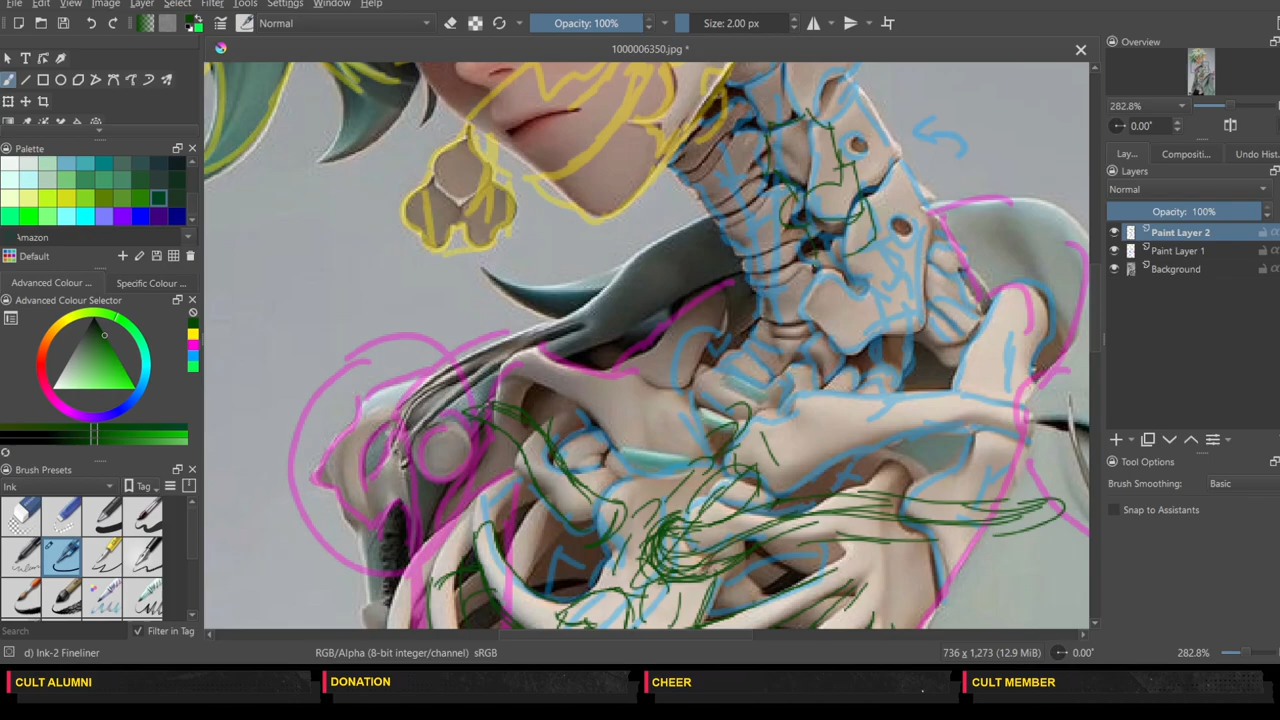 File Edit View Image Layer Select Filter Tools Settings Window Help
Normal
Opacity: 100%
Size: 2.00 px
1000006350.jpg *
Overview
282.8%
0.00°
Lay... Compositi... Undo Hist...
Layers
Normal
Opacity: 100%
Paint Layer 2
Paint Layer 1
Background
Tool Options
Brush Smoothing: Basic
Snap to Assistants
Palette
Amazon
Default
Advanced Colour ... Specific Colour ...
Advanced Colour Selector
Brush Presets
Ink
Tag
Search
Filter in Tag
d) Ink-2 Fineliner
RGB/Alpha (8-bit integer/channel) sRGB
736 x 1,273 (12.9 MiB)
0.00°
282.8%
CULT ALUMNI
DONATION
CHEER
CULT MEMBER